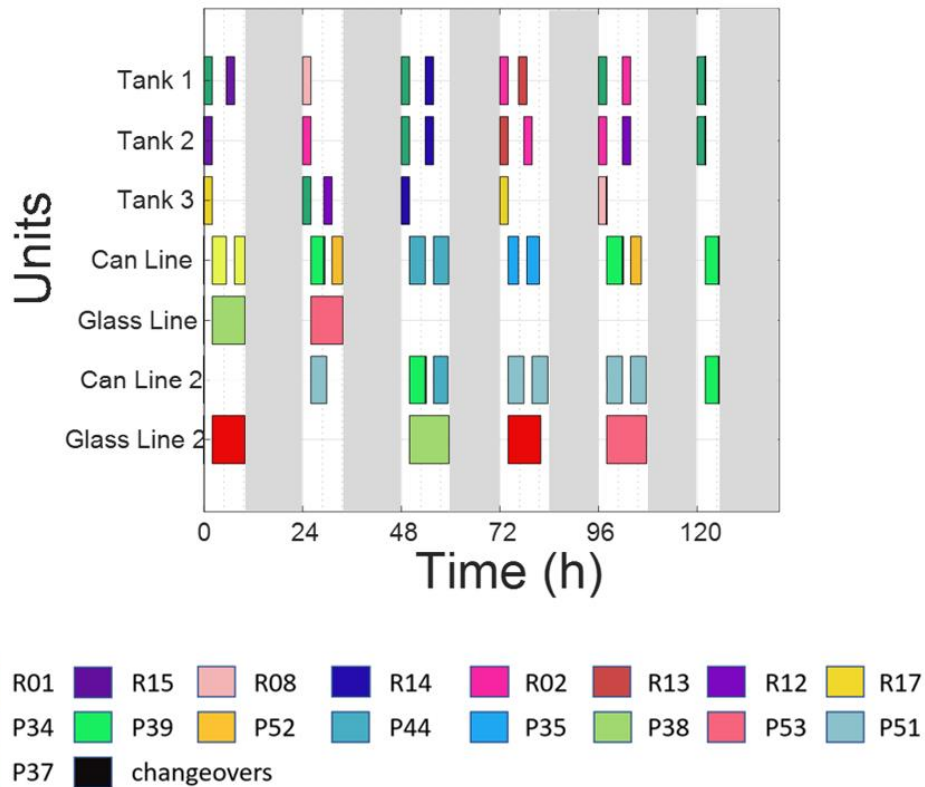 Tank 1
Tank 2
Tank 3
Can Line
Glass Line
Can Line 2
Glass Line 2
Units
0 24 48 72 96 120
Time (h)
R01 R15 R08 R14 R02 R13 R12 R17
P34 P39 P52 P44 P35 P38 P53 P51
P37 changeovers